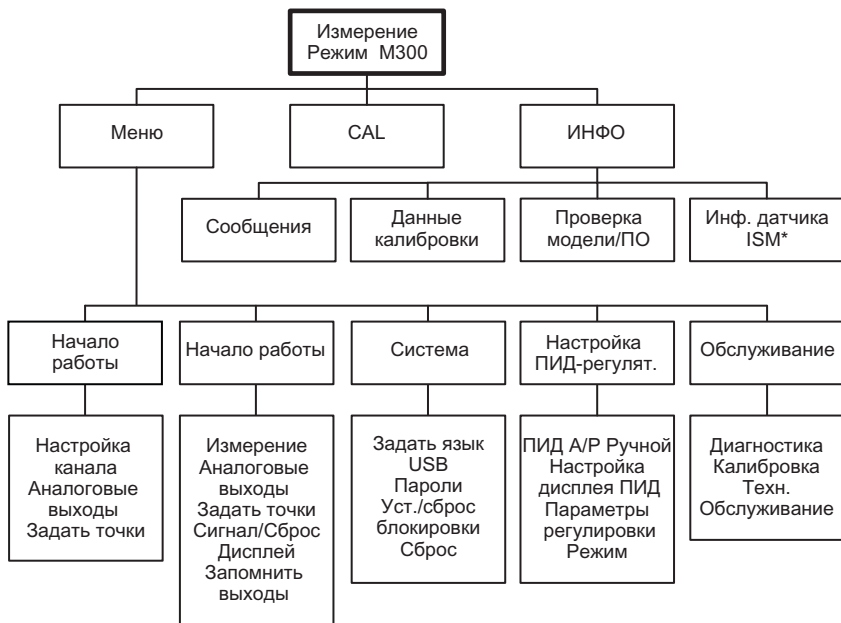 Измерение
Режим М300
Меню
CAL
ИНФО
Сообщения
Данные
калибровки
Проверка
модели/ПО
Инф. датчика
ISM*
Начало
работы
Начало работы
Система
Настройка
ПИД-регулят.
Обслуживание
Настройка
канала
Аналоговые
выходы
Задать точки
Измерение
Аналоговые
выходы
Задать точки
Сигнал/Сброс
Дисплей
Запомнить
выходы
Задать язык
USB
Пароли
Уст./сброс
блокировки
Сброс
ПИД А/Р Ручной
Настройка
дисплея ПИД
Параметры
регулировки
Режим
Диагностика
Калибровка
Техн.
Обслуживание